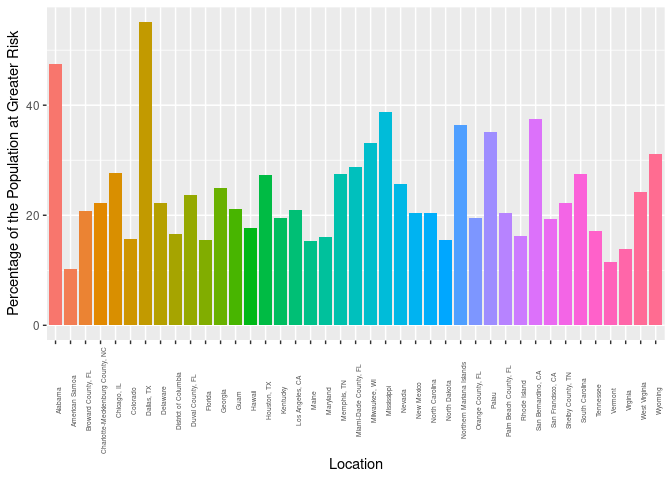 Percentage of the Population at Greater Risk
40
20
0
Alabama
American Samoa
Broward County, FL
Charlotte-Mecklenburg County, NC
Chicago, IL
Colorado
Dallas, TX
Delaware
District of Columbia
Duval County, FL
Florida
Georgia
Guam
Hawaii
Houston, TX
Kentucky
Los Angeles, CA
Maine
Maryland
Memphis, TN
Miami-Dade County, FL
Milwaukee, WI
Mississippi
Nevada
New Mexico
North Carolina
North Dakota
Northern Mariana Islands
Orange County, FL
Palau
Palm Beach County, FL
Rhode Island
San Bernardino, CA
San Francisco, CA
Shelby County, TN
South Carolina
Tennessee
Vermont
Virginia
West Virginia
Wyoming
Location